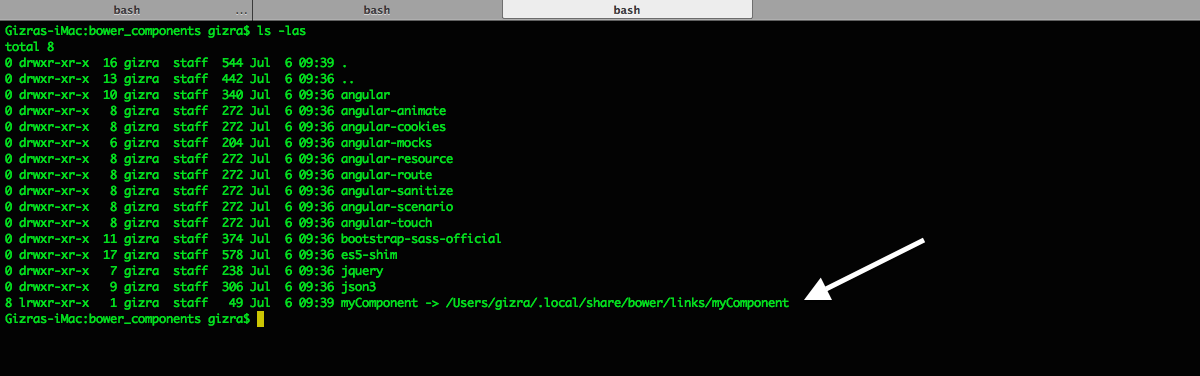 bash ... bash bash
Gizras-iMac:bower_components gizra$ ls -las
total 8
0 drwxr-xr-x  16 gizra  staff  544 Jul  6 09:39 .
0 drwxr-xr-x  13 gizra  staff  442 Jul  6 09:36 ..
0 drwxr-xr-x  10 gizra  staff  340 Jul  6 09:36 angular
0 drwxr-xr-x   8 gizra  staff  272 Jul  6 09:36 angular-animate
0 drwxr-xr-x   8 gizra  staff  272 Jul  6 09:36 angular-cookies
0 drwxr-xr-x   6 gizra  staff  204 Jul  6 09:36 angular-mocks
0 drwxr-xr-x   8 gizra  staff  272 Jul  6 09:36 angular-resource
0 drwxr-xr-x   8 gizra  staff  272 Jul  6 09:36 angular-route
0 drwxr-xr-x   8 gizra  staff  272 Jul  6 09:36 angular-sanitize
0 drwxr-xr-x   8 gizra  staff  272 Jul  6 09:36 angular-scenario
0 drwxr-xr-x   8 gizra  staff  272 Jul  6 09:36 angular-touch
0 drwxr-xr-x  11 gizra  staff  374 Jul  6 09:36 bootstrap-sass-official
0 drwxr-xr-x  17 gizra  staff  578 Jul  6 09:36 es5-shim
0 drwxr-xr-x   7 gizra  staff  238 Jul  6 09:36 jquery
0 drwxr-xr-x   9 gizra  staff  306 Jul  6 09:36 json3
8 lrwxr-xr-x   1 gizra  staff   49 Jul  6 09:39 myComponent -> /Users/gizra/.local/share/bower/links/myComponent
Gizras-iMac:bower_components gizra$